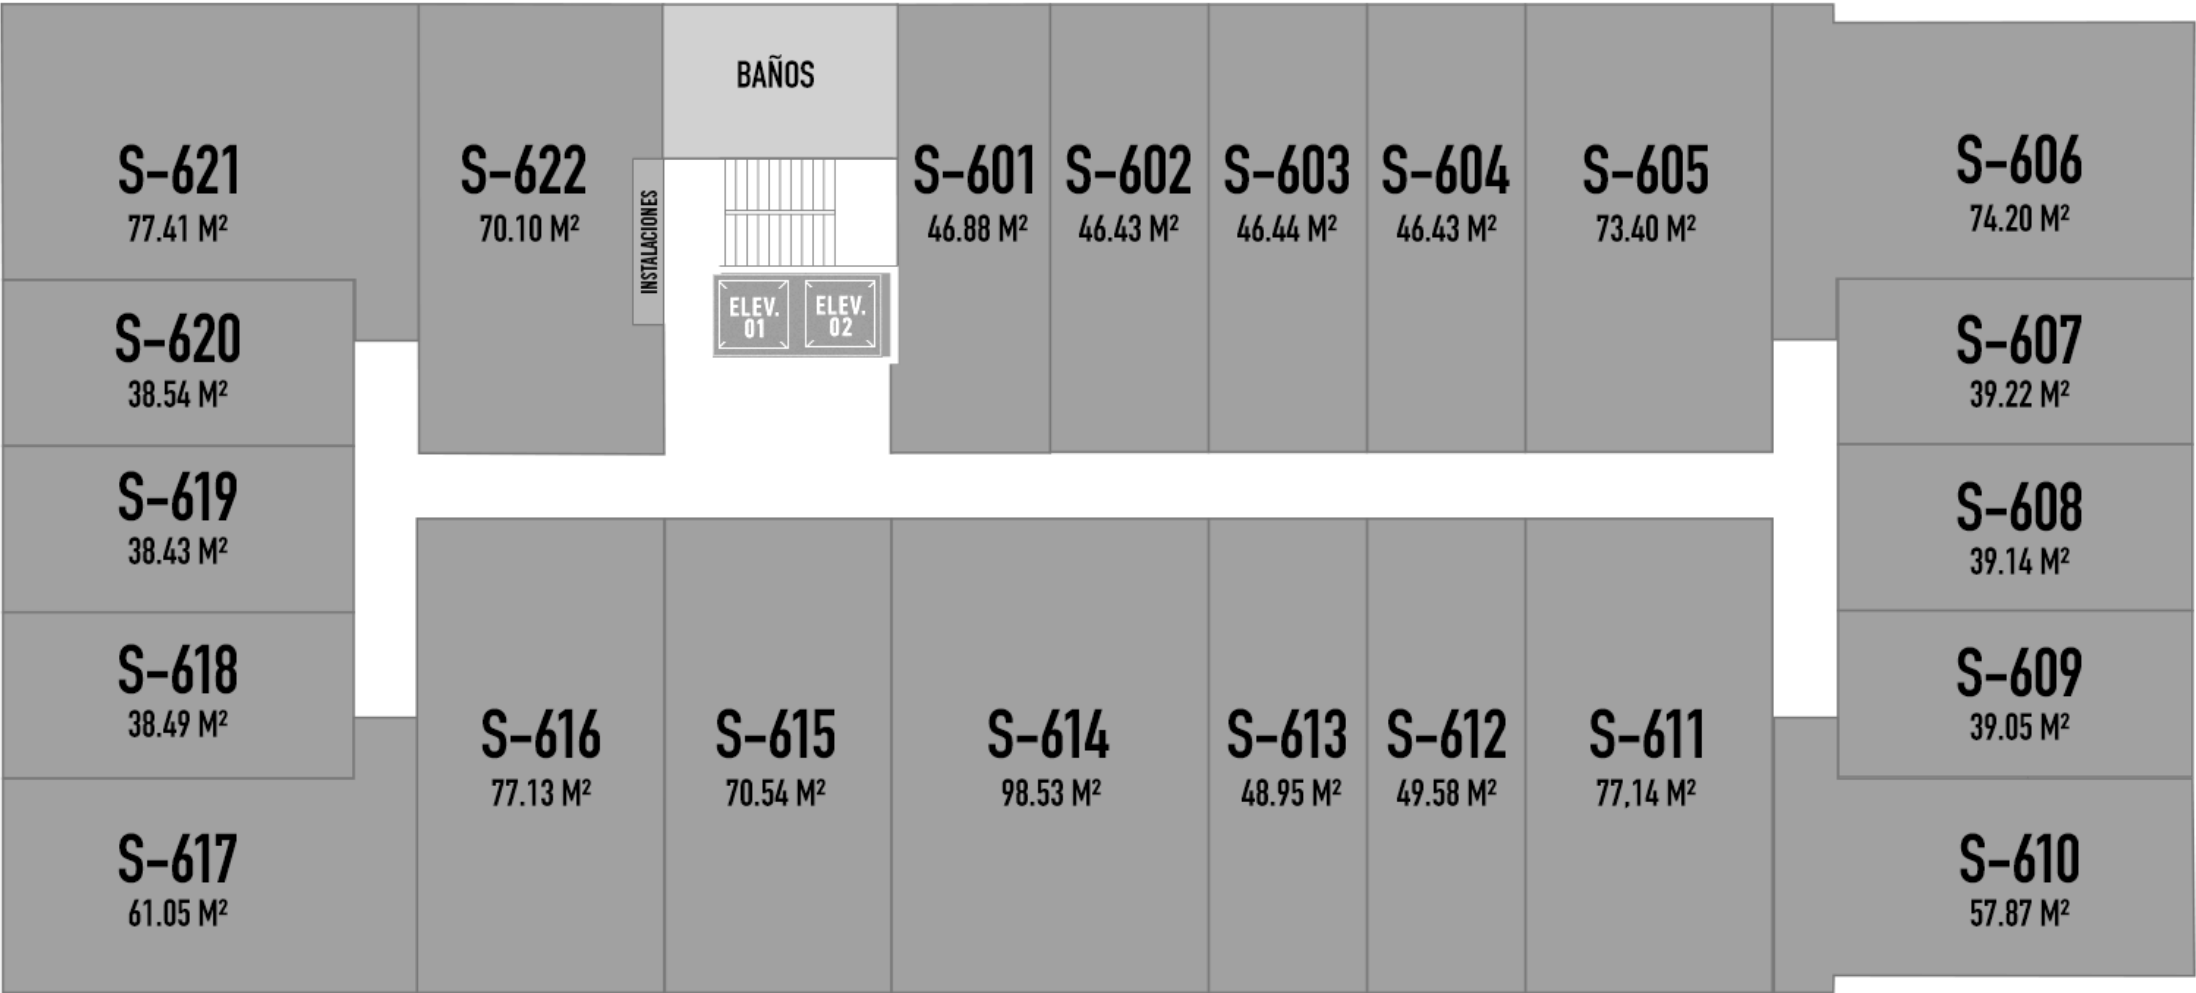 BAÑOS
S-621
77.41 M²
S-622
70.10 M²
INSTALACIONES
ELEV.
01
ELEV.
02
S-601
46.88 M²
S-602
46.43 M²
S-603
46.44 M²
S-604
46.43 M²
S-605
73.40 M²
S-606
74.20 M²
S-620
38.54 M²
S-607
39.22 M²
S-619
38.43 M²
S-608
39.14 M²
S-618
38.49 M²
S-609
39.05 M²
S-616
77.13 M²
S-615
70.54 M²
S-614
98.53 M²
S-613
48.95 M²
S-612
49.58 M²
S-611
77,14 M²
S-617
61.05 M²
S-610
57.87 M²